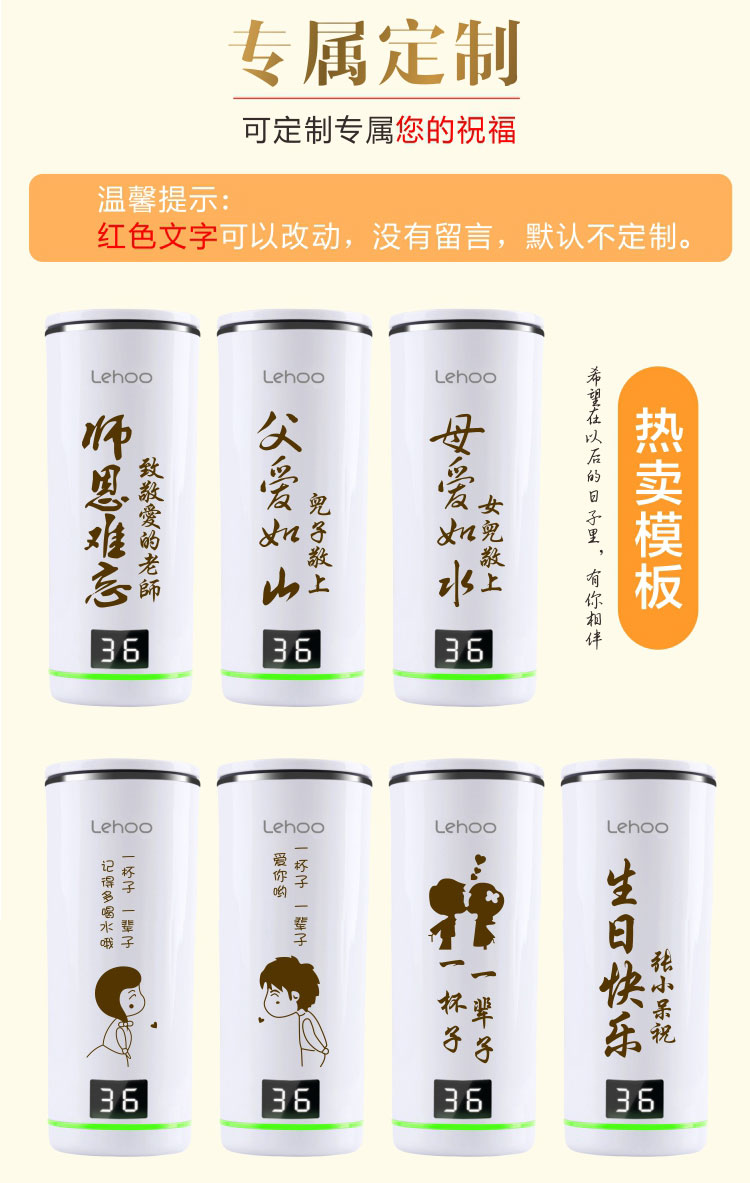 专属定制
可定制专属您的祝福
温馨提示:
红色文字可以改动，没有留言，默认不定制。
Lehoo
师恩难忘
致敬愛的老師
36
Lehoo
父爱如山
兒子敬上
36
Lehoo
母爱如水
女兒敬上
36
希望在以后的日子里，有你相伴
热卖模板
Lehoo
一杯子 一辈子
记得多喝水哦
36
Lehoo
一杯子 一辈子
爱你哟
36
Lehoo
一杯子
一辈子
36
Lehoo
生日快乐
张小呆祝
36